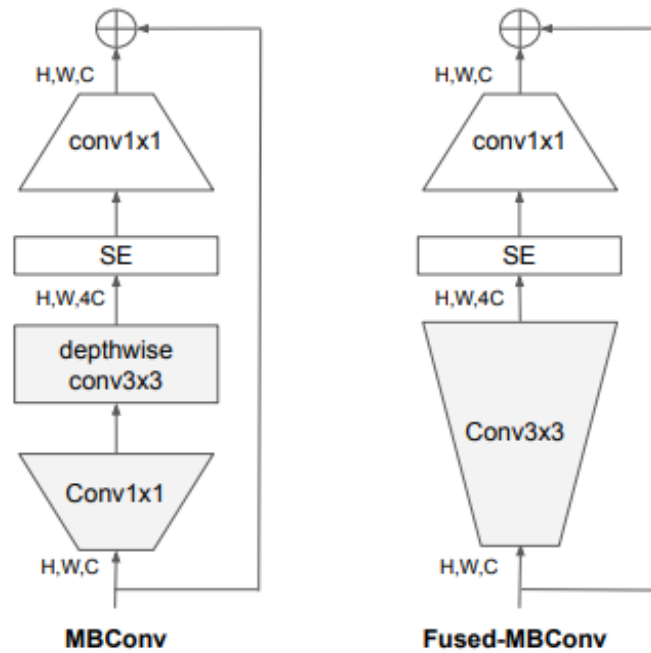 H,W,C
conv1x1
SE
H,W,4C
depthwise
conv3x3
Conv1x1
H,W,C
MBConv
H,W,C
conv1x1
SE
H,W,4C
Conv3x3
H,W,C
Fused-MBConv